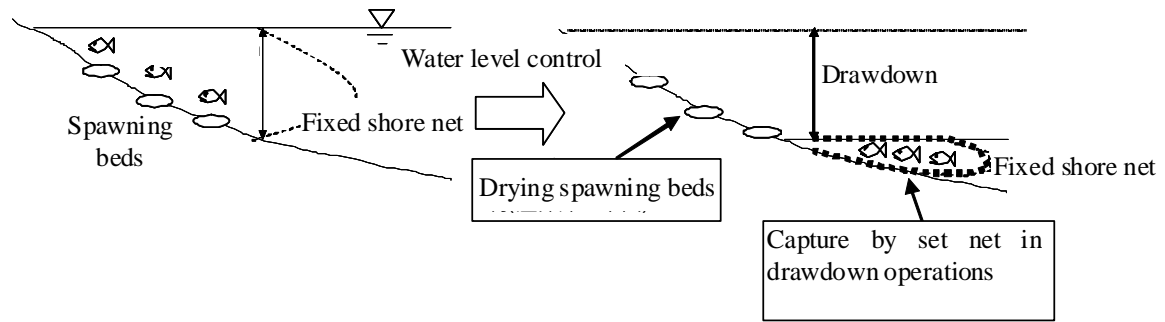 Water level control
Spawning
beds
Fixed shore net
Drawdown
Drying spawning beds
Fixed shore net
Capture by set net in
drawdown operations